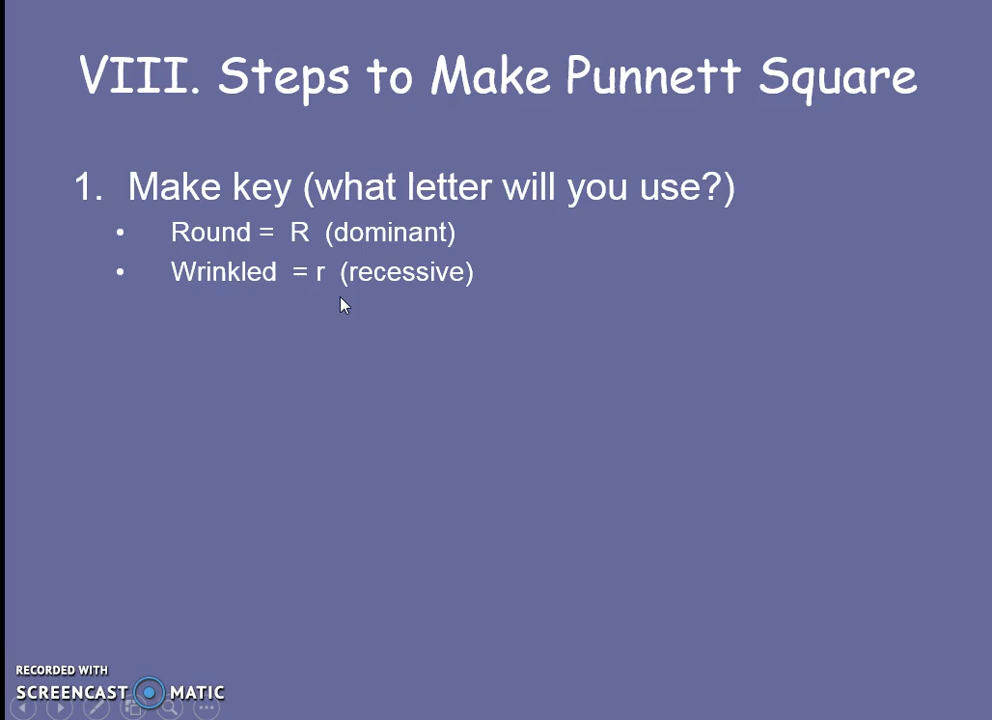 VIII. Steps to Make Punnett Square
1. Make key (what letter will you use?)
• Round = R (dominant)
• Wrinkled = r (recessive)
RECORDED WITH
SCREENCAST MATIC